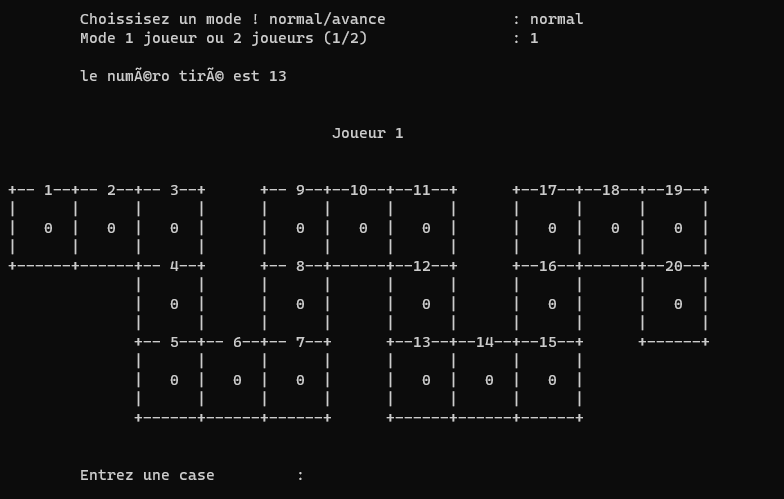 Choissisez un mode ! normal/avance : normal
Mode 1 joueur ou 2 joueurs (1/2) : 1
le numÃ©ro tirÃ© est 13
Joueur 1
+-- 1--+-- 2--+-- 3--+      +-- 9--+--10--+--11--+      +--17--+--18--+--19--+
|      |      |      |      |      |      |      |      |      |      |      |
|   0  |   0  |   0  |      |   0  |   0  |   0  |      |   0  |   0  |   0  |
|      |      |      |      |      |      |      |      |      |      |      |
+------+------+-- 4--+      +-- 8--+------+--12--+      +--16--+------+--20--+
              |      |      |      |      |      |      |      |      |      |
              |   0  |      |   0  |      |   0  |      |   0  |      |   0  |
              |      |      |      |      |      |      |      |      |      |
              +-- 5--+-- 6--+-- 7--+      +--13--+--14--+--15--+      +------+
              |      |      |      |      |      |      |      |
              |   0  |   0  |   0  |      |   0  |   0  |   0  |
              |      |      |      |      |      |      |      |
              +------+------+------+      +------+------+------+
Entrez une case :